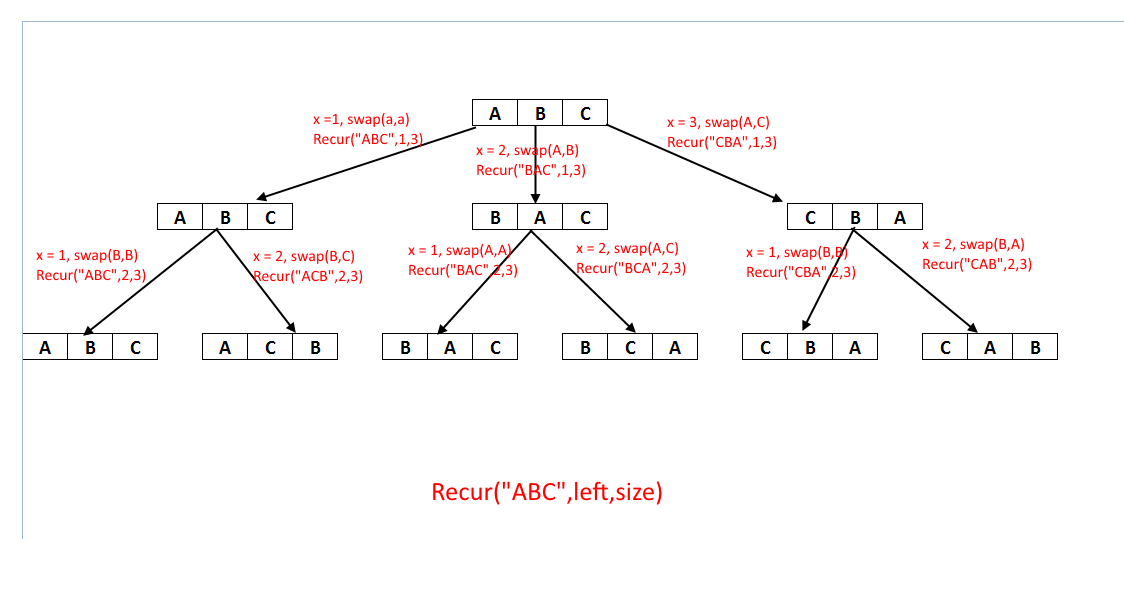 A B C
x =1, swap(a,a)
Recur("ABC",1,3)
x = 2, swap(A,B)
Recur("BAC",1,3)
x = 3, swap(A,C)
Recur("CBA",1,3)
A B C
B A C
C B A
x = 1, swap(B,B)
Recur("ABC",2,3)
x = 2, swap(B,C)
Recur("ACB",2,3)
x = 1, swap(A,A)
Recur("BAC",2,3)
x = 2, swap(A,C)
Recur("BCA",2,3)
x = 1, swap(B,B)
Recur("CBA",2,3)
x = 2, swap(B,A)
Recur("CAB",2,3)
A B C
A C B
B A C
B C A
C B A
C A B
Recur("ABC",left,size)